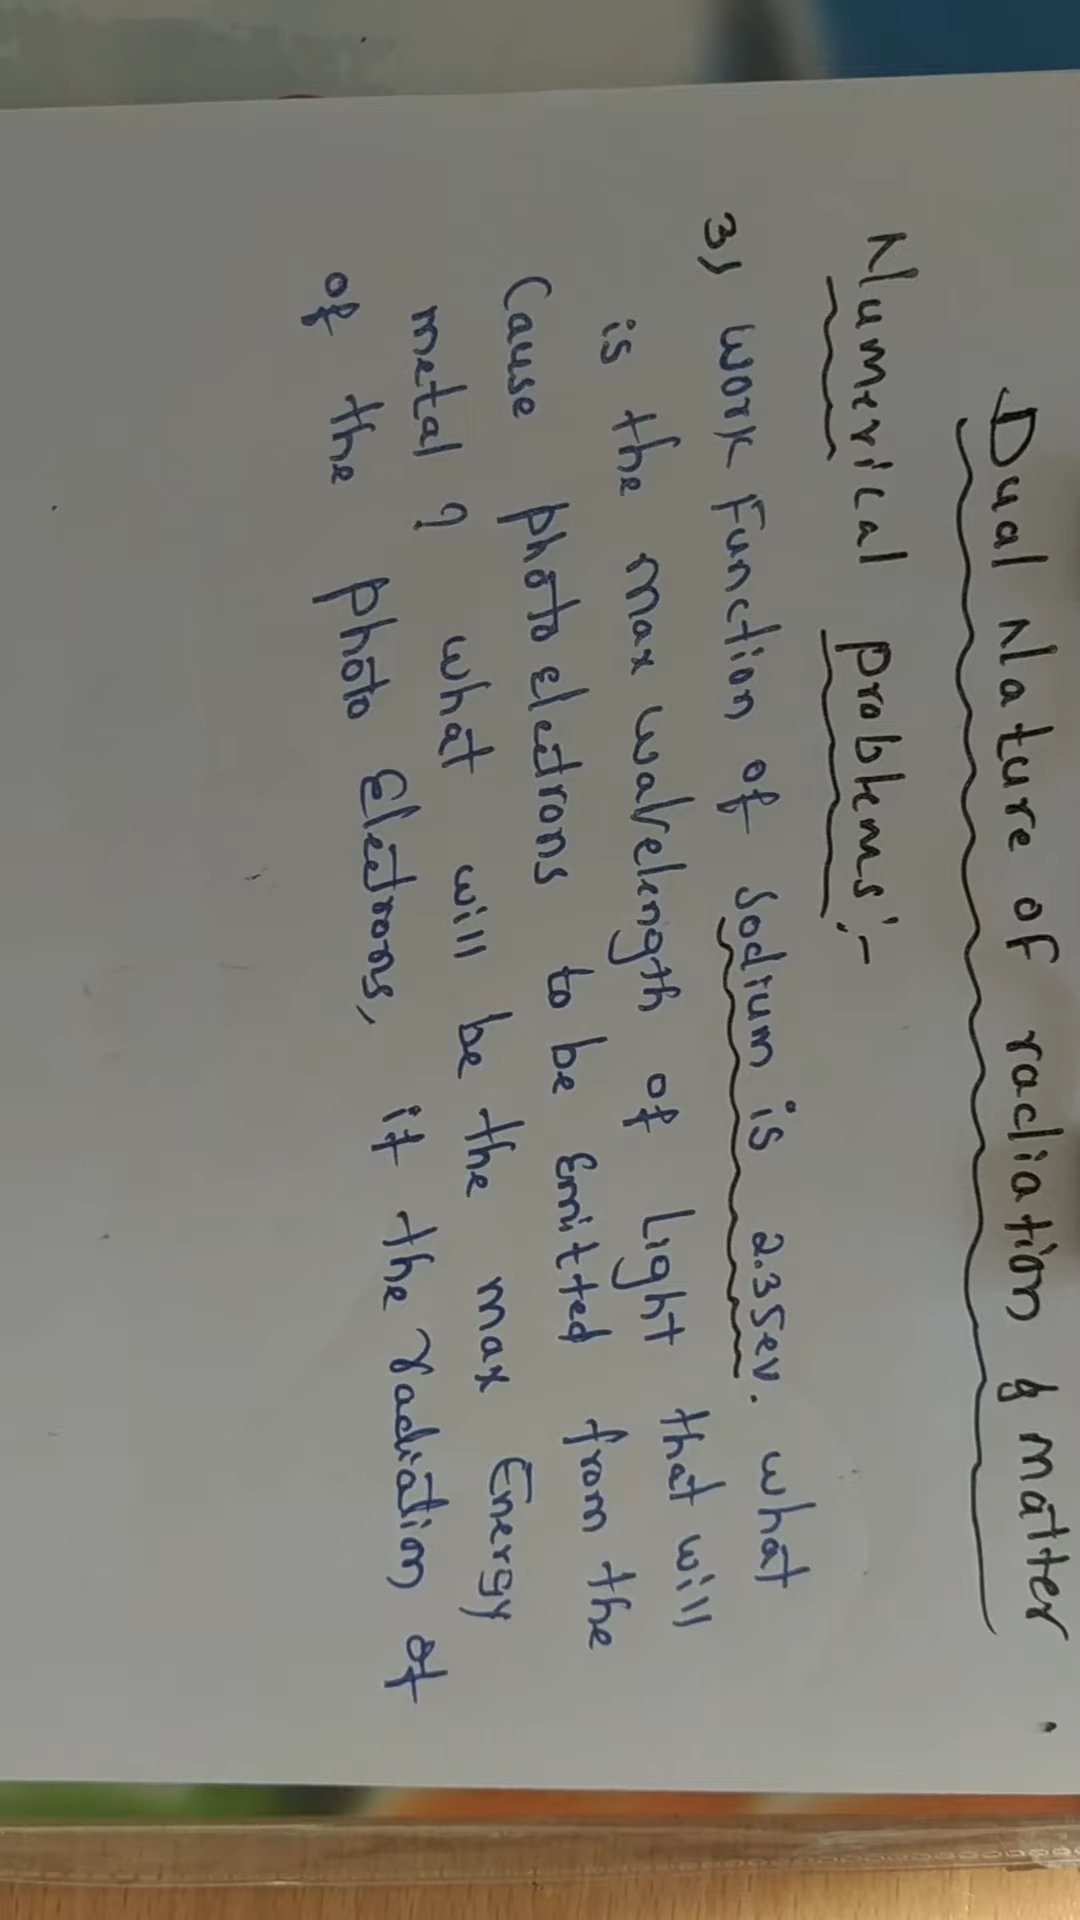 Dual Nature of radiation & matter.
Numerical problems:-
3) Work Function of Sodium is 2.35ev. what
is the max wavelength of Light that will
Cause photo electrons to be Emitted from the
metal? what will be the max Energy
of the photo Electrons, if the radiation of